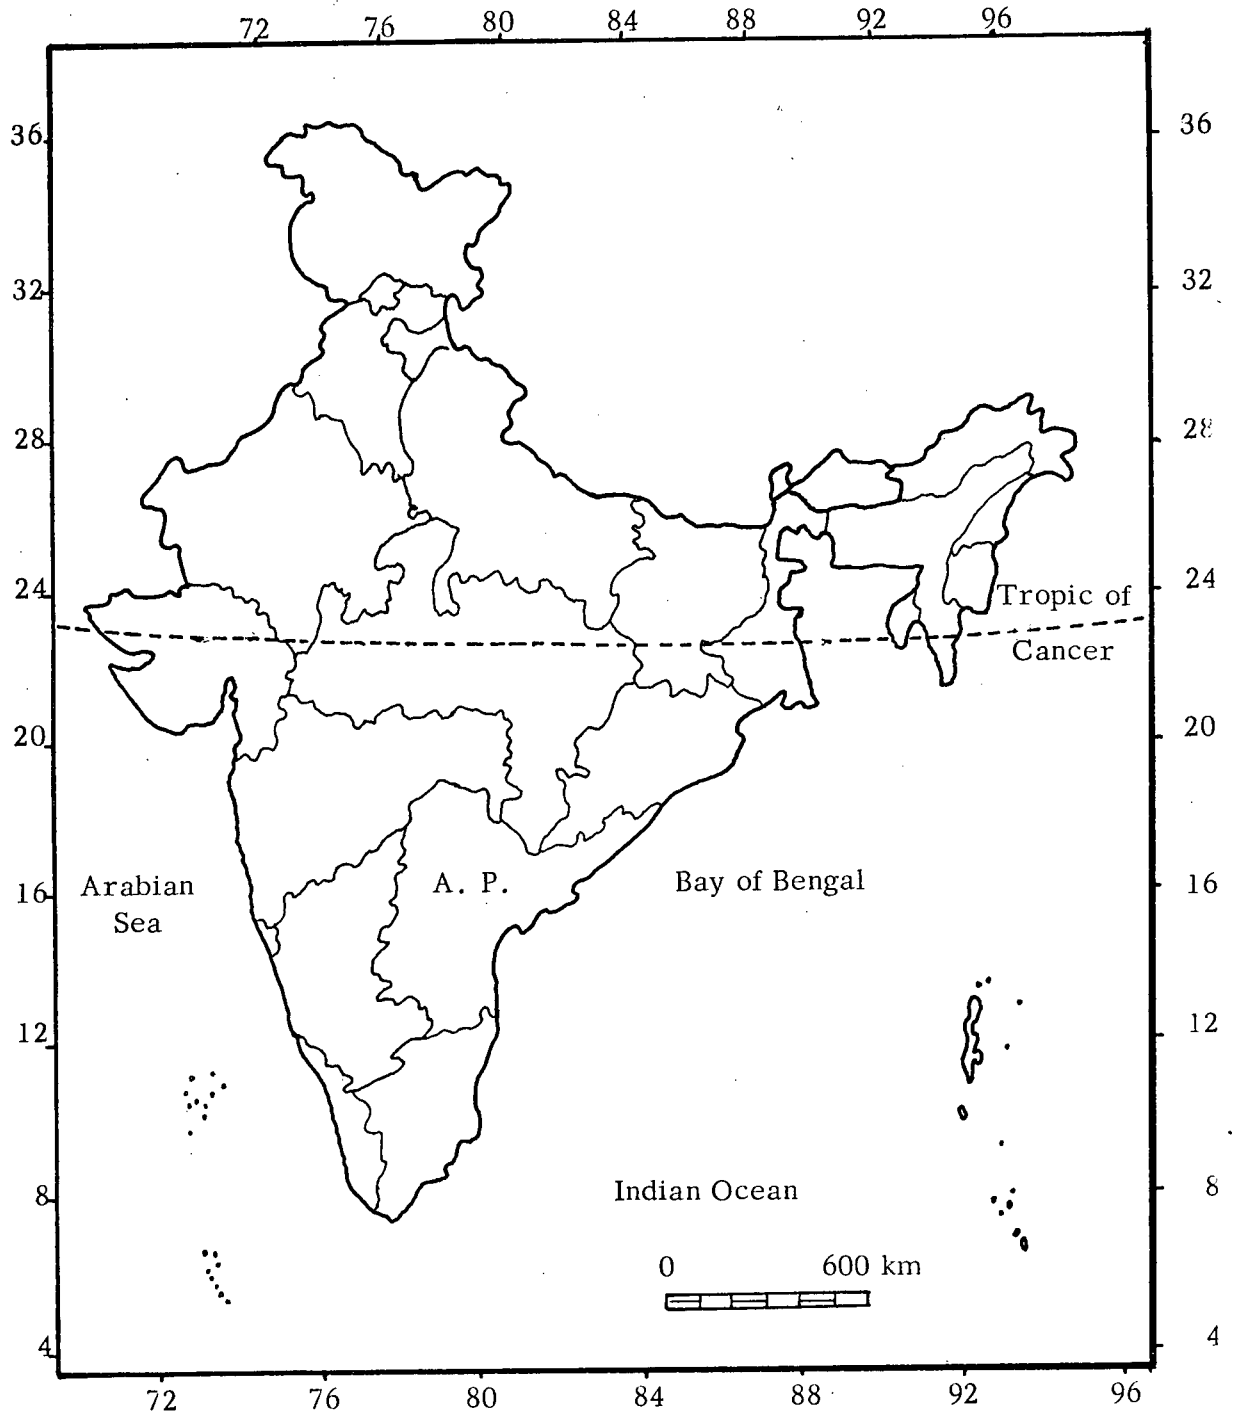 72 76 80 84 88 92 96
36 36
32 32
28 28
24 24
Tropic of
Cancer
20 20
16 16
Arabian
Sea
A. P.
Bay of Bengal
12 12
8 8
Indian Ocean
0 600 km
4 4
72 76 80 84 88 92 96